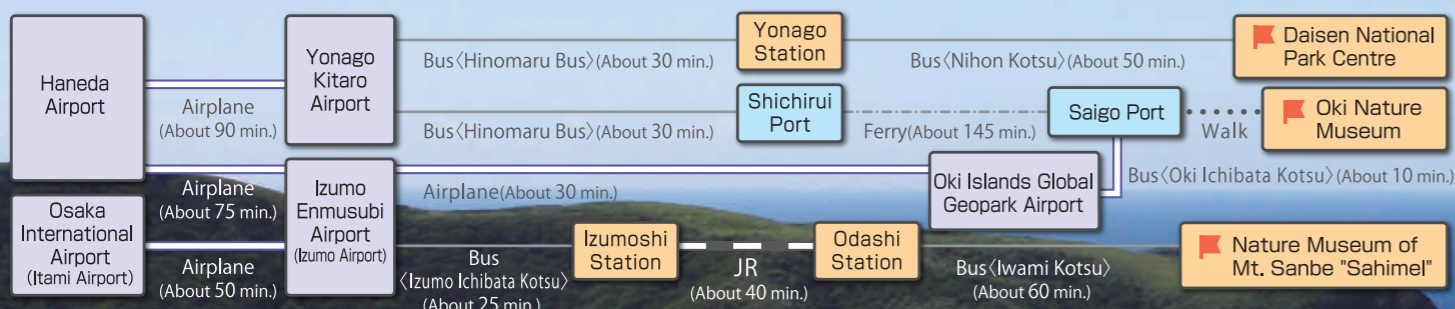 Haneda
Airport
Airplane
(About 90 min.)
Yonago
Kitaro
Airport
Bus〈Hinomaru Bus〉(About 30 min.)
Yonago
Station
Bus〈Nihon Kotsu〉(About 50 min.)
Daisen National
Park Centre
Bus〈Hinomaru Bus〉(About 30 min.)
Shichirui
Port
Ferry(About 145 min.)
Saigo Port
Walk
Oki Nature
Museum
Airplane
(About 75 min.)
Izumo
Enmusubi
Airport
(Izumo Airport)
Airplane(About 30 min.)
Oki Islands Global
Geopark Airport
Bus〈Oki Ichibata Kotsu〉(About 10 min.)
Osaka
International
Airport
(Itami Airport)
Airplane
(About 50 min.)
Bus
〈Izumo Ichibata Kotsu〉
(About 25 min.)
Izumoshi
Station
JR
(About 40 min.)
Odashi
Station
Bus〈Iwami Kotsu〉
(About 60 min.)
Nature Museum of
Mt. Sanbe "Sahimel"